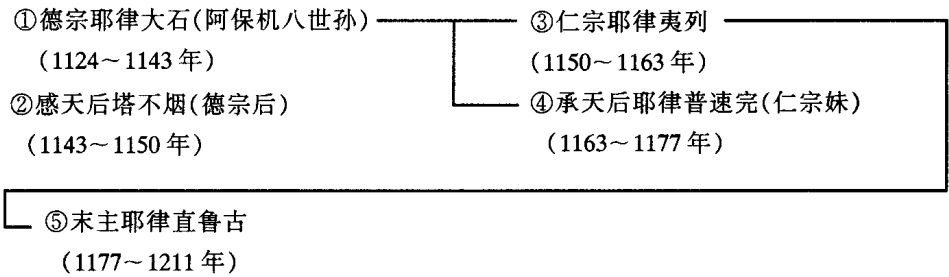 ①德宗耶律大石(阿保机八世孙)
(1124~1143年)
②感天后塔不烟(德宗后)
(1143~1150年)
③仁宗耶律夷列
(1150~1163年)
④承天后耶律普速完(仁宗妹)
(1163~1177年)
⑤末主耶律直鲁古
(1177~1211年)